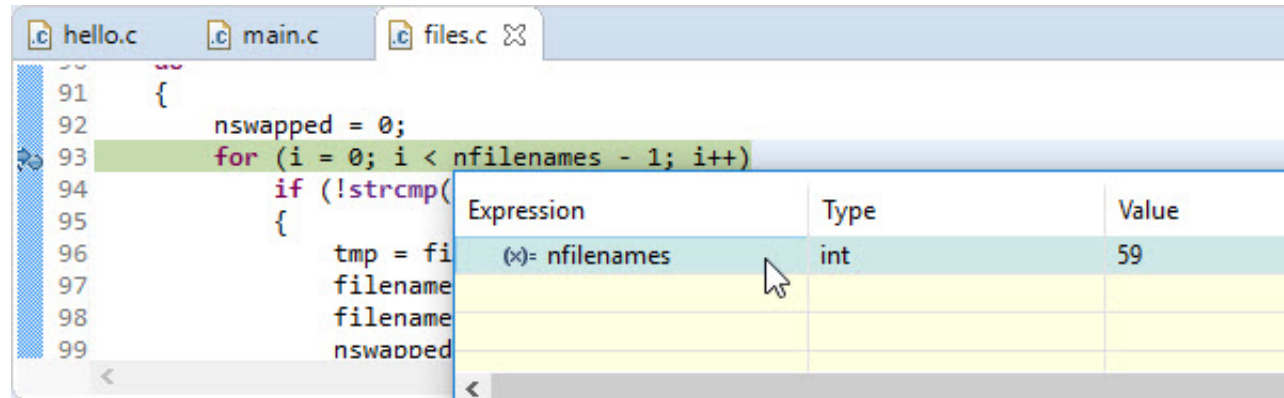 hello.c main.c files.c
91 {
92 nswapped = 0;
93 for (i = 0; i < nfilenames - 1; i++)
94 if (!strcmp(
95 {
96 tmp = fi
97 filename
98 filename
99 nswapped
Expression Type Value
(x)= nfilenames int 59